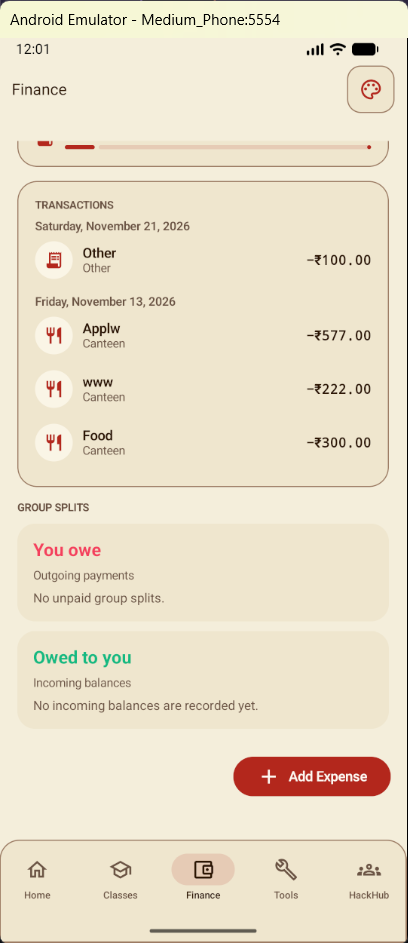 Android Emulator - Medium_Phone:5554
12:01
Finance
TRANSACTIONS
Saturday, November 21, 2026
Other
Other
−₹100.00
Friday, November 13, 2026
Applw
Canteen
−₹577.00
www
Canteen
−₹222.00
Food
Canteen
−₹300.00
GROUP SPLITS
You owe
Outgoing payments
No unpaid group splits.
Owed to you
Incoming balances
No incoming balances are recorded yet.
+ Add Expense
Home
Classes
Finance
Tools
HackHub